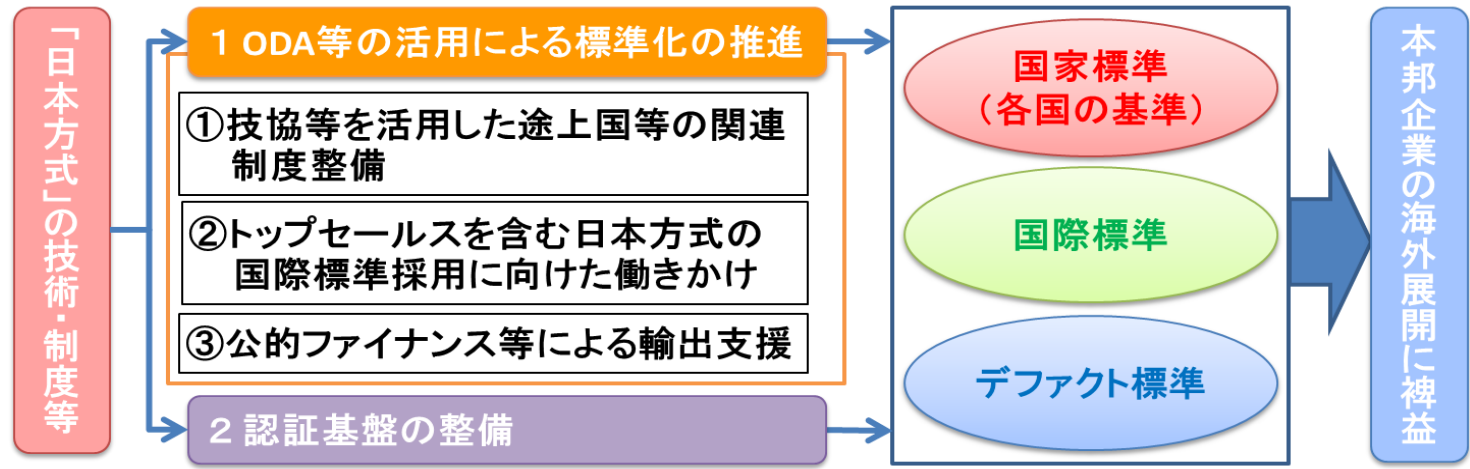 「日本方式」の技術・制度等
１ ODA等の活用による標準化の推進
①技協等を活用した途上国等の関連
制度整備
②トップセールスを含む日本方式の
国際標準採用に向けた働きかけ
③公的ファイナンス等による輸出支援
２ 認証基盤の整備
国家標準
（各国の基準）
国際標準
デファクト標準
本邦企業の海外展開に裨益